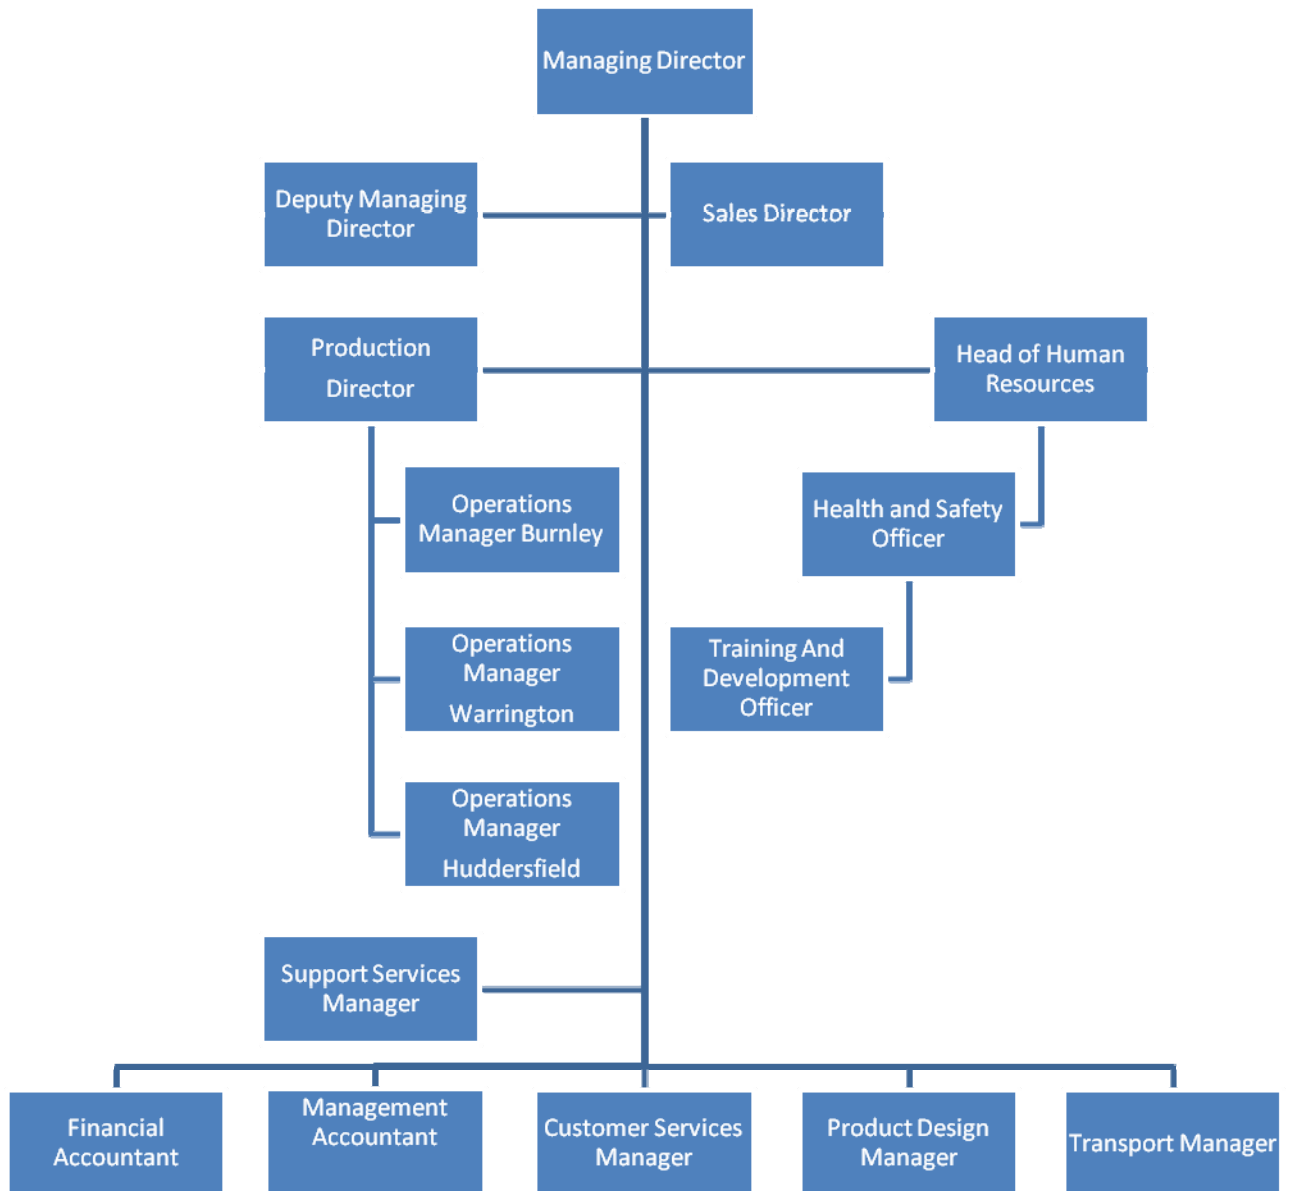 Managing Director
Deputy Managing
Director
Sales Director
Production
Director
Head of Human
Resources
Operations
Manager Burnley
Health and Safety
Officer
Operations
Manager
Warrington
Training And
Development
Officer
Operations
Manager
Huddersfield
Support Services
Manager
Financial
Accountant
Management
Accountant
Customer Services
Manager
Product Design
Manager
Transport Manager